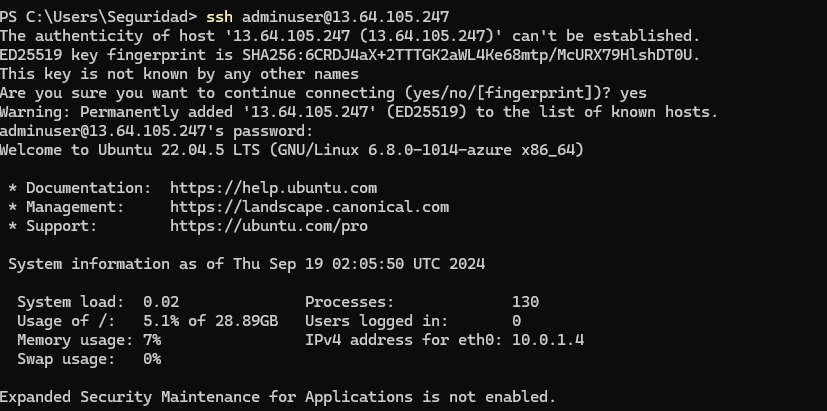 PS C:\Users\Seguridad> ssh adminuser@13.64.105.247
The authenticity of host '13.64.105.247 (13.64.105.247)' can't be established.
ED25519 key fingerprint is SHA256:6CRDJ4aX+2TTTGK2aWL4Ke68mtp/McURX79HlshDT0U.
This key is not known by any other names
Are you sure you want to continue connecting (yes/no/[fingerprint])? yes
Warning: Permanently added '13.64.105.247' (ED25519) to the list of known hosts.
adminuser@13.64.105.247's password:
Welcome to Ubuntu 22.04.5 LTS (GNU/Linux 6.8.0-1014-azure x86_64)

 * Documentation:  https://help.ubuntu.com
 * Management:     https://landscape.canonical.com
 * Support:        https://ubuntu.com/pro

 System information as of Thu Sep 19 02:05:50 UTC 2024

  System load:  0.02              Processes:             130
  Usage of /:   5.1% of 28.89GB   Users logged in:       0
  Memory usage: 7%                IPv4 address for eth0: 10.0.1.4
  Swap usage:   0%

Expanded Security Maintenance for Applications is not enabled.